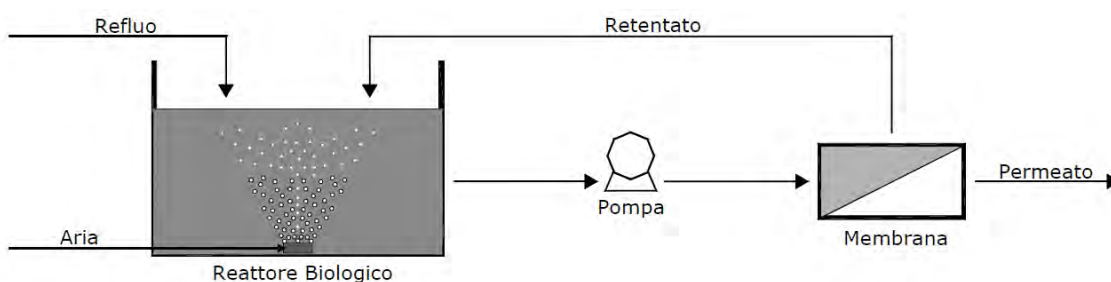 Refluo
Retentato
Pompa
Permeato
Aria
Membrana
Reattore Biologico